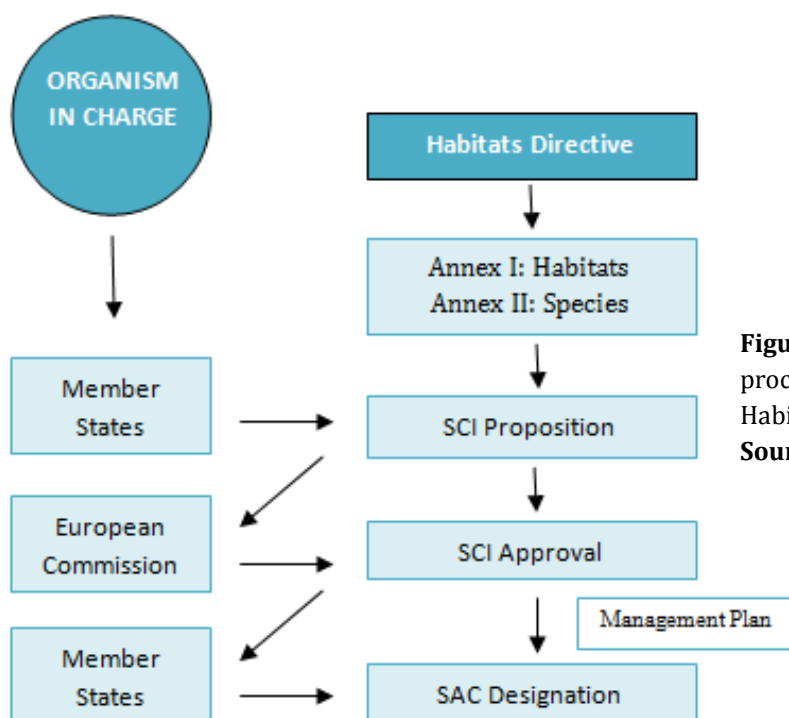 ORGANISM
IN CHARGE
Habitats Directive
Annex I: Habitats
Annex II: Species
Member
States
SCI Proposition
European
Commission
SCI Approval
Management Plan
Member
States
SAC Designation